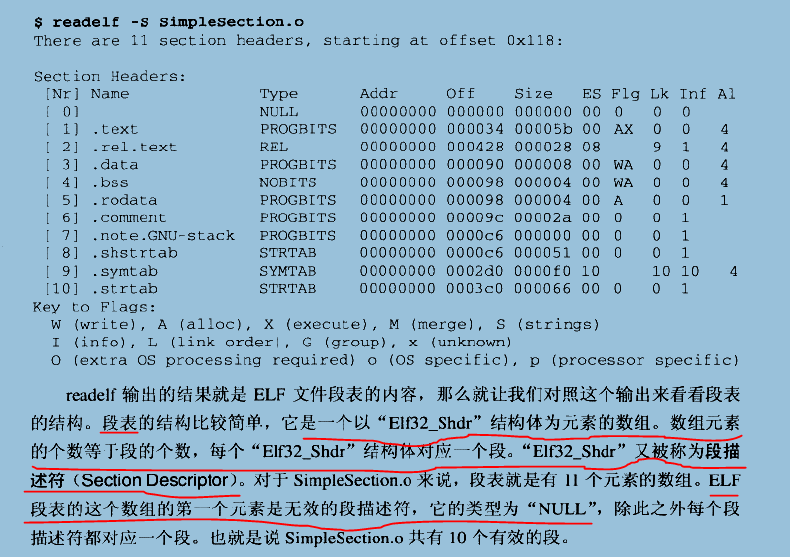 $ readelf -S SimpleSection.o
There are 11 section headers, starting at offset 0x118:
Section Headers:
[Nr] Name Type Addr Off Size ES Flg Lk Inf Al
[ 0] NULL 00000000 000000 000000 00 0 0 0
[ 1] .text PROGBITS 00000000 000034 00005b 00 AX 0 0 4
[ 2] .rel.text REL 00000000 000428 000028 08 9 1 4
[ 3] .data PROGBITS 00000000 000090 000008 00 WA 0 0 4
[ 4] .bss NOBITS 00000000 000098 000004 00 WA 0 0 4
[ 5] .rodata PROGBITS 00000000 000098 000004 00 A 0 0 1
[ 6] .comment PROGBITS 00000000 00009c 00002a 00 0 0 1
[ 7] .note.GNU-stack PROGBITS 00000000 0000c6 000000 00 0 0 1
[ 8] .shstrtab STRTAB 00000000 0000c6 000051 00 0 0 1
[ 9] .symtab SYMTAB 00000000 0002d0 0000f0 10 10 10 4
[10] .strtab STRTAB 00000000 0003c0 000066 00 0 0 1
Key to Flags:
W (write), A (alloc), X (execute), M (merge), S (strings)
I (info), L (link order), G (group), x (unknown)
O (extra OS processing required) o (OS specific), p (processor specific)
readelf 输出的结果就是 ELF 文件段表的内容，那么就让我们对照这个输出来看看段表
的结构。段表的结构比较简单，它是一个以“Elf32_Shdr”结构体为元素的数组。数组元素
的个数等于段的个数，每个“Elf32_Shdr”结构体对应一个段。“Elf32_Shdr”又被称为段描
述符（Section Descriptor）。对于 SimpleSection.o 来说，段表就是有 11 个元素的数组。ELF
段表的这个数组的第一个元素是无效的段描述符，它的类型为“NULL”，除此之外每个段
描述符都对应一个段。也就是说 SimpleSection.o 共有 10 个有效的段。